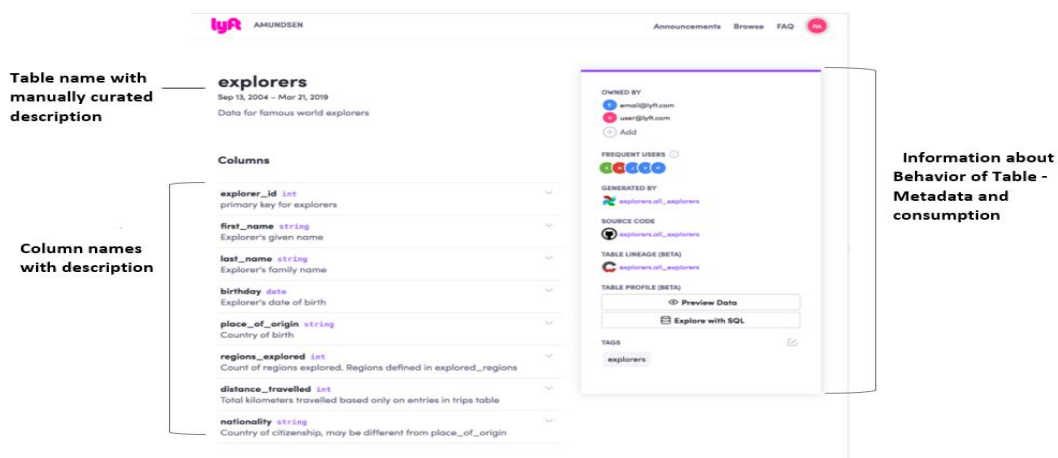 lyft AMUNDSEN
Announcements Browse FAQ
Table name with
manually curated
description
explorers
Sep 13, 2004 – Mar 21, 2019
Data for famous world explorers
Columns
Column names
with description
explorer_id int
primary key for explorers
first_name string
Explorer's given name
last_name string
Explorer's family name
birthday date
Explorer's date of birth
place_of_origin string
Country of birth
regions_explored int
Count of regions explored. Regions defined in explored_regions
distance_travelled int
Total kilometers travelled based only on entries in trips table
nationality string
Country of citizenship, may be different from place_of_origin
OWNED BY
email@lyft.com
user@lyft.com
Add
FREQUENT USERS
GENERATED BY
explorers.all_explorers
SOURCE CODE
explorers.all_explorers
TABLE LINEAGE (BETA)
explorers.all_explorers
TABLE PROFILE (BETA)
Preview Data
Explore with SQL
TAGS
explorers
Information about
Behavior of Table -
Metadata and
consumption